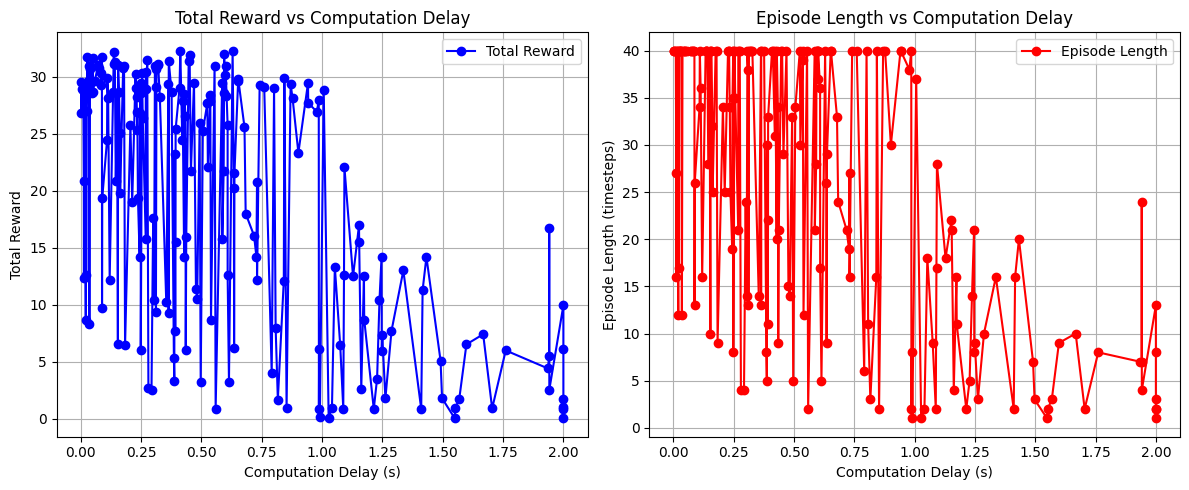 Total Reward vs Computation Delay
Total Reward
Total Reward
30
25
20
15
10
5
0
0.00 0.25 0.50 0.75 1.00 1.25 1.50 1.75 2.00
Computation Delay (s)
Episode Length vs Computation Delay
Episode Length
Episode Length (timesteps)
40
35
30
25
20
15
10
5
0
0.00 0.25 0.50 0.75 1.00 1.25 1.50 1.75 2.00
Computation Delay (s)